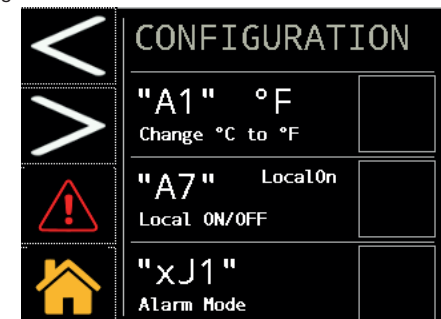 CONFIGURATION
"A1" °F
Change °C to °F
"A7" LocalOn
Local ON/OFF
"xJ1"
Alarm Mode